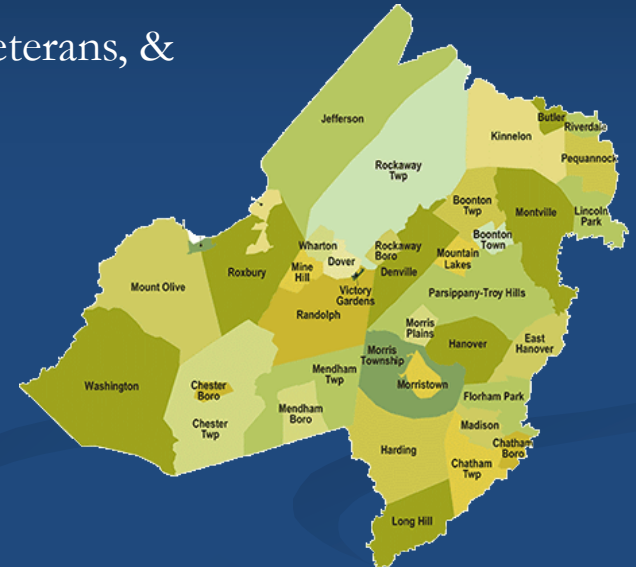 eterans, &
Jefferson
Butler
Riverdale
Kinnelon
Rockaway
Twp
Pequannock
Boonton
Twp
Montville
Lincoln
Park
Wharton
Rockaway
Boro
Boonton
Town
Dover
Mountain
Lakes
Mine
Hill
Denville
Roxbury
Mount Olive
Victory
Gardens
Parsippany-Troy Hills
Randolph
Morris
Plains
Hanover
East
Hanover
Morris
Township
Mendham
Twp
Washington
Chester
Boro
Morristown
Florham Park
Mendham
Boro
Chester
Twp
Madison
Harding
Chatham
Boro
Chatham
Twp
Long Hill